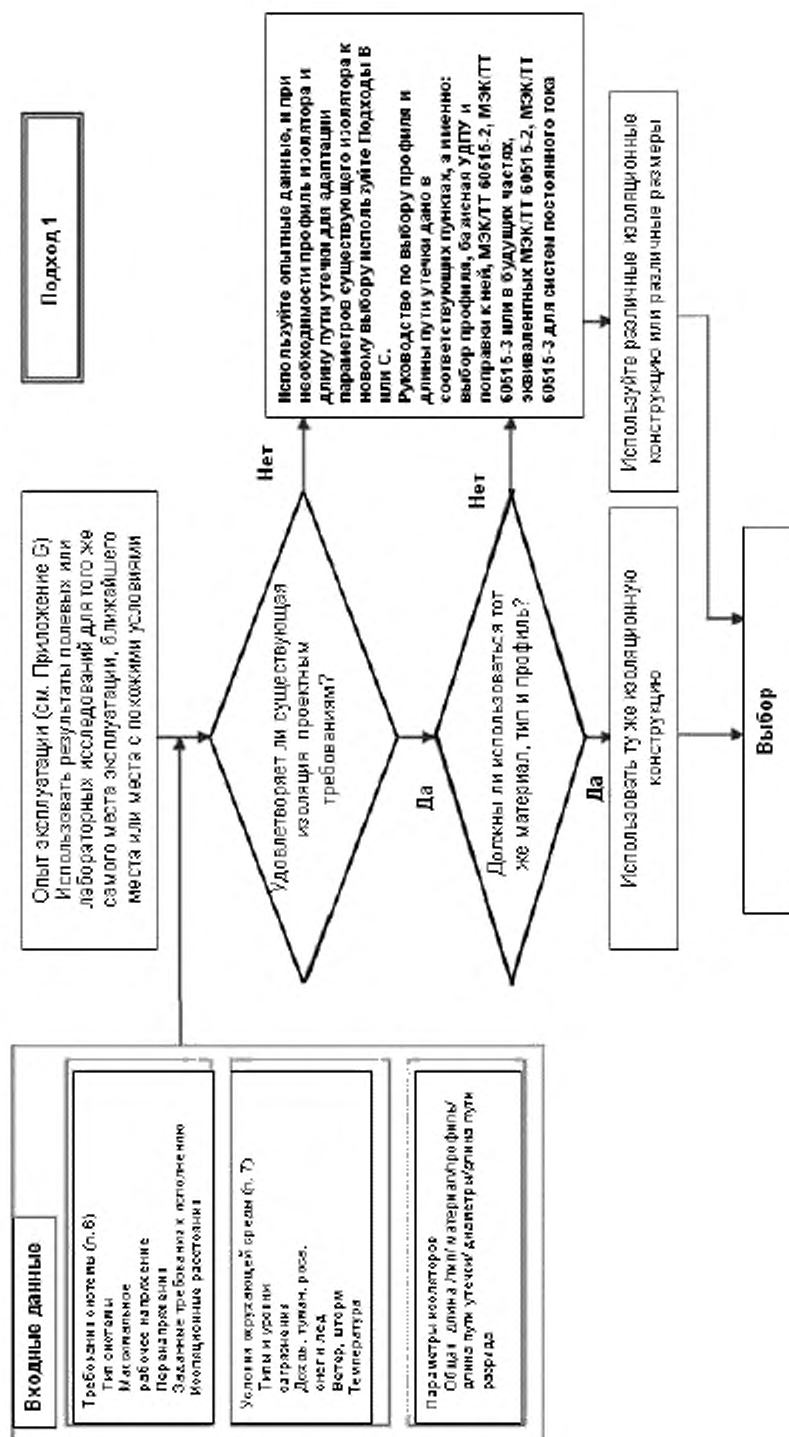 Подход 1
Входные данные
Требования системы (п.6)
Тип системы
Максимальное
рабочее напряжение
Перенапряжения
Заданные требования к исполнению
Изоляционные расстояния
Условия окружающей среды (п. 7)
Типы и уровни
загрязнения
Дождь, туман, роса,
снег и лед
Ветер, шторм
Температура
Параметры изоляторов
Общая длина /тип/ материал/профиль/
длина пути утечки/ диаметры/длина пути
разряда
Опыт эксплуатации (см. Приложение G)
Использовать результаты полевых или
лабораторных исследований для того же
самого места эксплуатации, ближайшего
места или места с похожими условиями
Удовлетворяет ли существующая
изоляция проектным
требованиям?
Нет
Да
Должны ли использоваться тот
же материал, тип и профиль?
Нет
Да
Используйте опытные данные, и при
необходимости профиль изолятора и
длину пути утечки для адаптации
параметров существующего изолятора к
новому выбору используйте Подходы В
или С.
Руководство по выбору профиля и
длины пути утечки дано в
соответствующих пунктах, а именно:
выбор профиля, базисная УДПУ и
поправки к ней, МЭК/ТТ 60515-2, МЭК/ТТ
60515-3 или в будущих частях,
эквивалентных МЭК/ТТ 60515-2, МЭК/ТТ
60515-3 для систем постоянного тока
Использовать ту же изоляционную
конструкцию
Используйте различные изоляционные
конструкцию или различные размеры
Выбор